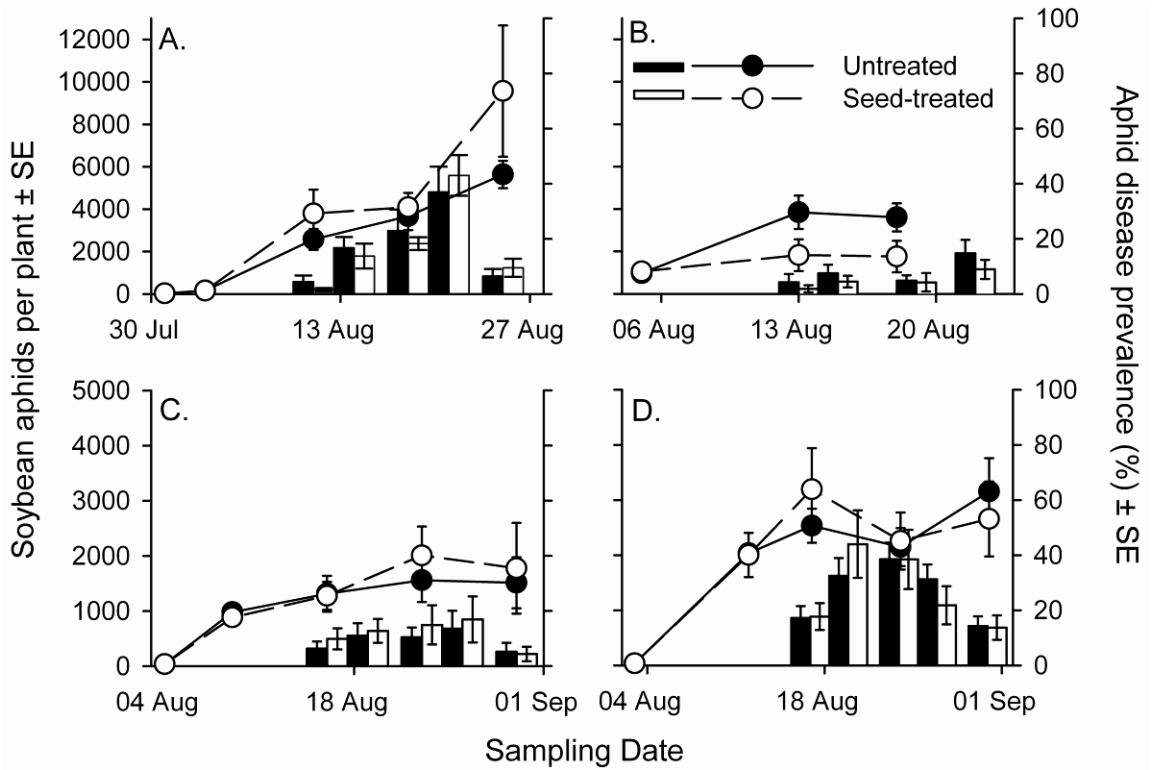 Soybean aphids per plant ± SE
Aphid disease prevalence (%) ± SE
A.
12000
10000
8000
6000
4000
2000
0
30 Jul
13 Aug
27 Aug
B.
Untreated
Seed-treated
100
80
60
40
20
0
06 Aug
13 Aug
20 Aug
C.
5000
4000
3000
2000
1000
0
04 Aug
18 Aug
01 Sep
D.
100
80
60
40
20
0
04 Aug
18 Aug
01 Sep
Sampling Date